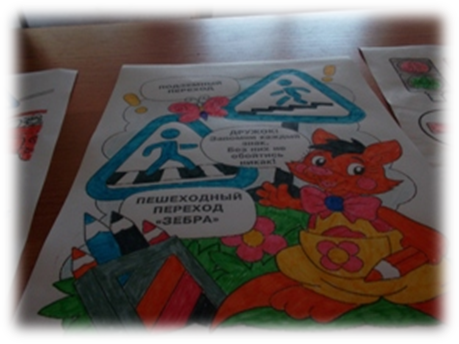 ПОДЗЕМНЫЙ
ПЕРЕХОД
ДРУЖОК!
Запомни каждый
знак.
Без них не
обойтись
никак!
ПЕШЕХОДНЫЙ
ПЕРЕХОД
«ЗЕБРА»